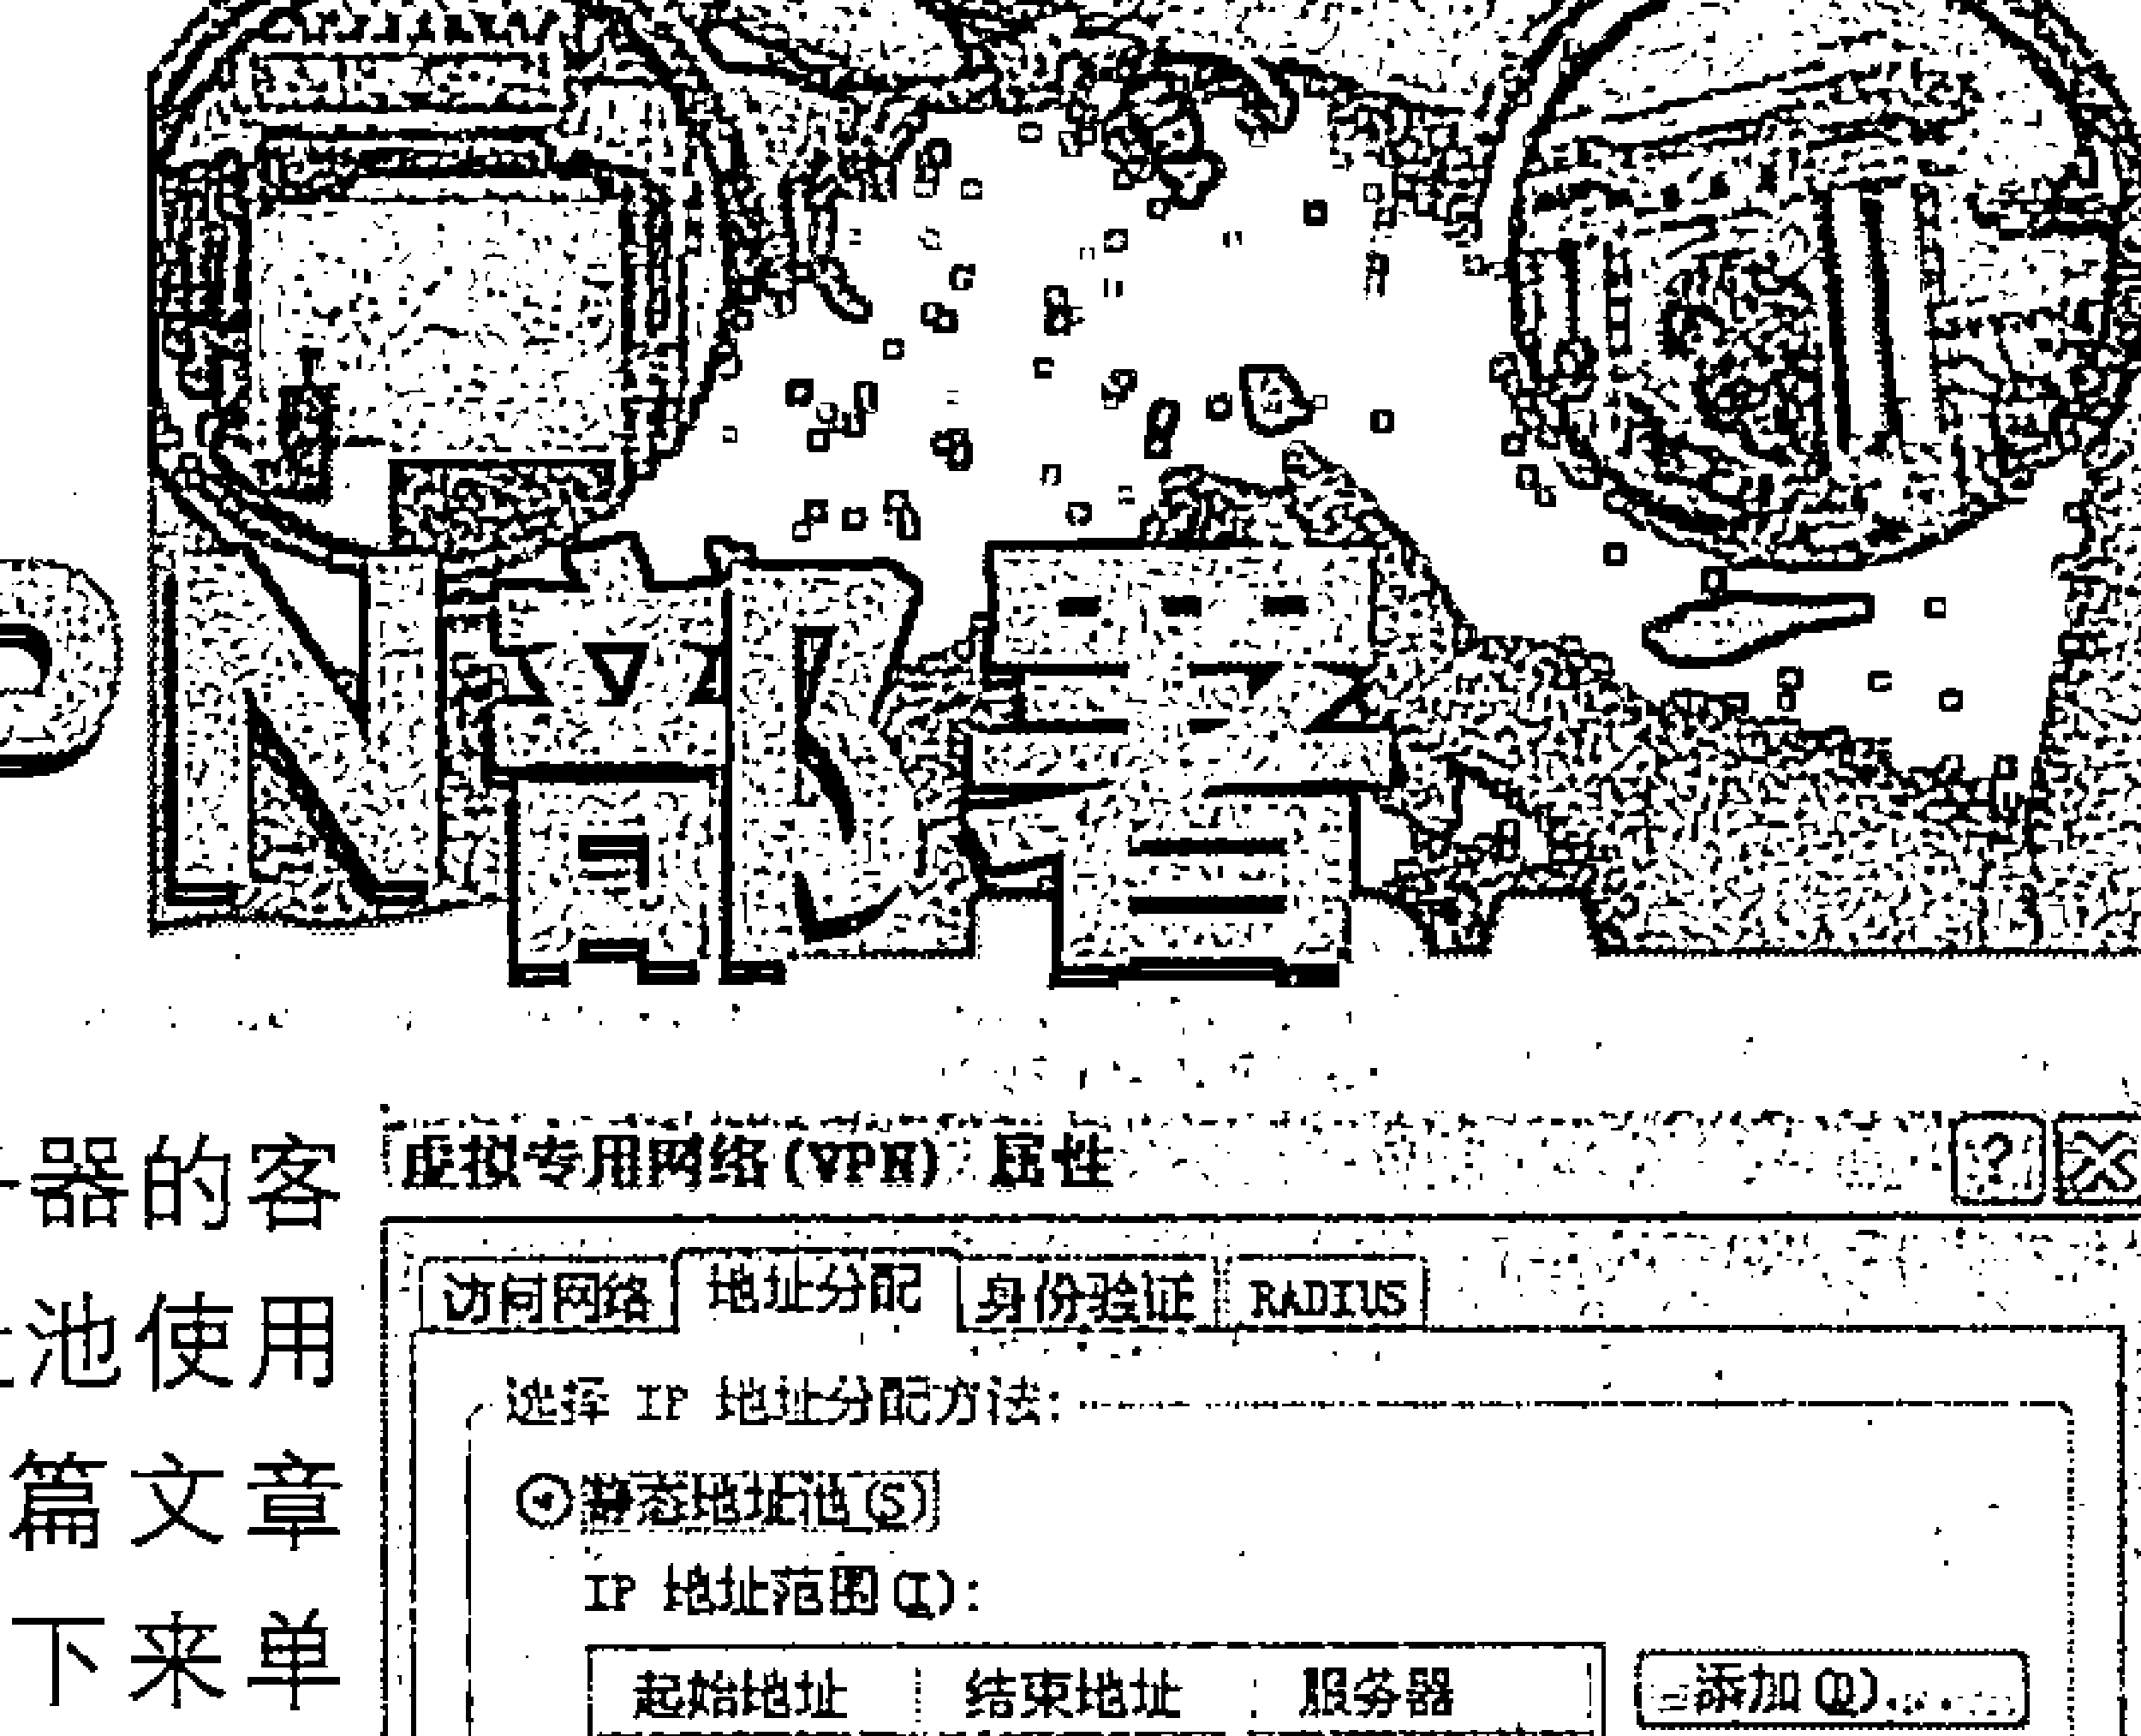 N部署
器的客
池使用
篇文章
下来单
虚拟专用网络(VPN) 属性
访问网络 地址分配 身份验证 RADIUS
选择 IP 地址分配方法:
静态地址池(S)
IP 地址范围(I):
起始地址 结束地址 服务器 添加(D)...